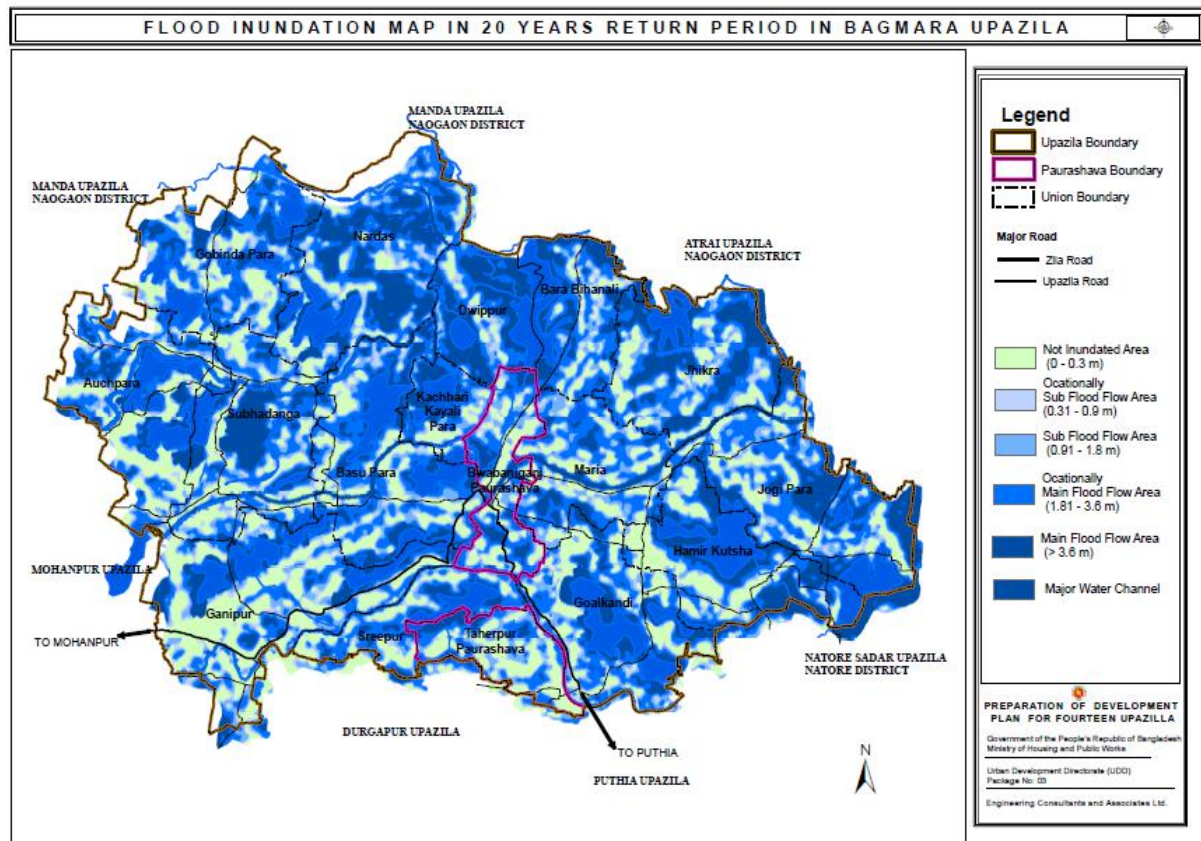 FLOOD INUNDATION MAP IN 20 YEARS RETURN PERIOD IN BAGMARA UPAZILA
MANDA UPAZILA
NAOGAON DISTRICT
MANDA UPAZILA
NAOGAON DISTRICT
ATRAI UPAZILA
NAOGAON DISTRICT
Nardas
Gobinda Para
Bara Bihanali
Dwippur
Jhikra
Auchpara
Kachhari
Kayali
Para
Subhadanga
Basu Para
Bwabaniganj
Paurashava
Maria
Jogi Para
Hamir Kutsha
MOHANPUR UPAZILA
Ganipur
Goalkandi
TO MOHANPUR
Sreepur
Taherpur
Paurashava
NATORE SADAR UPAZILA
NATORE DISTRICT
DURGAPUR UPAZILA
TO PUTHIA
PUTHIA UPAZILA
N
Legend
Upazila Boundary
Paurashava Boundary
Union Boundary
Major Road
Zila Road
Upazila Road
Not Inundated Area
(0 - 0.3 m)
Ocationally
Sub Flood Flow Area
(0.31 - 0.9 m)
Sub Flood Flow Area
(0.91 - 1.8 m)
Ocationally
Main Flood Flow Area
(1.81 - 3.6 m)
Main Flood Flow Area
(> 3.6 m)
Major Water Channel
PREPARATION OF DEVELOPMENT
PLAN FOR FOURTEEN UPAZILLA
Government of the People's Republic of Bangladesh
Ministry of Housing and Public Works
Urban Development Directorate (UDD)
Package No: 03
Engineering Consultants and Associates Ltd.